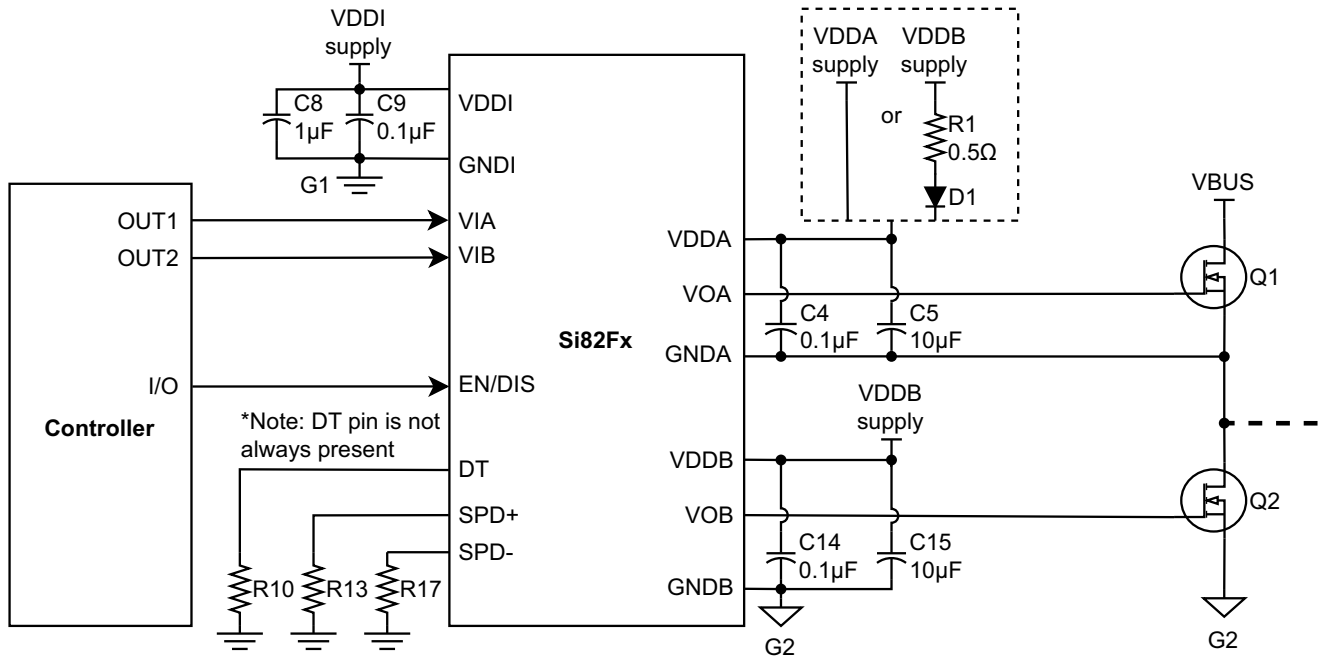 VDDI
supply
C8
1µF
C9
0.1µF
VDDI
GNDI
G1
Controller
OUT1
OUT2
I/O
VIA
VIB
EN/DIS
*Note: DT pin is not
always present
DT
SPD+
SPD-
R10
R13
R17
Si82Fx
VDDA
supply
or
VDDB
supply
R1
0.5Ω
D1
VDDA
VOA
GNDA
C4
0.1µF
C5
10µF
VBUS
Q1
VDDB
supply
VDDB
VOB
GNDB
C14
0.1µF
C15
10µF
Q2
G2
G2